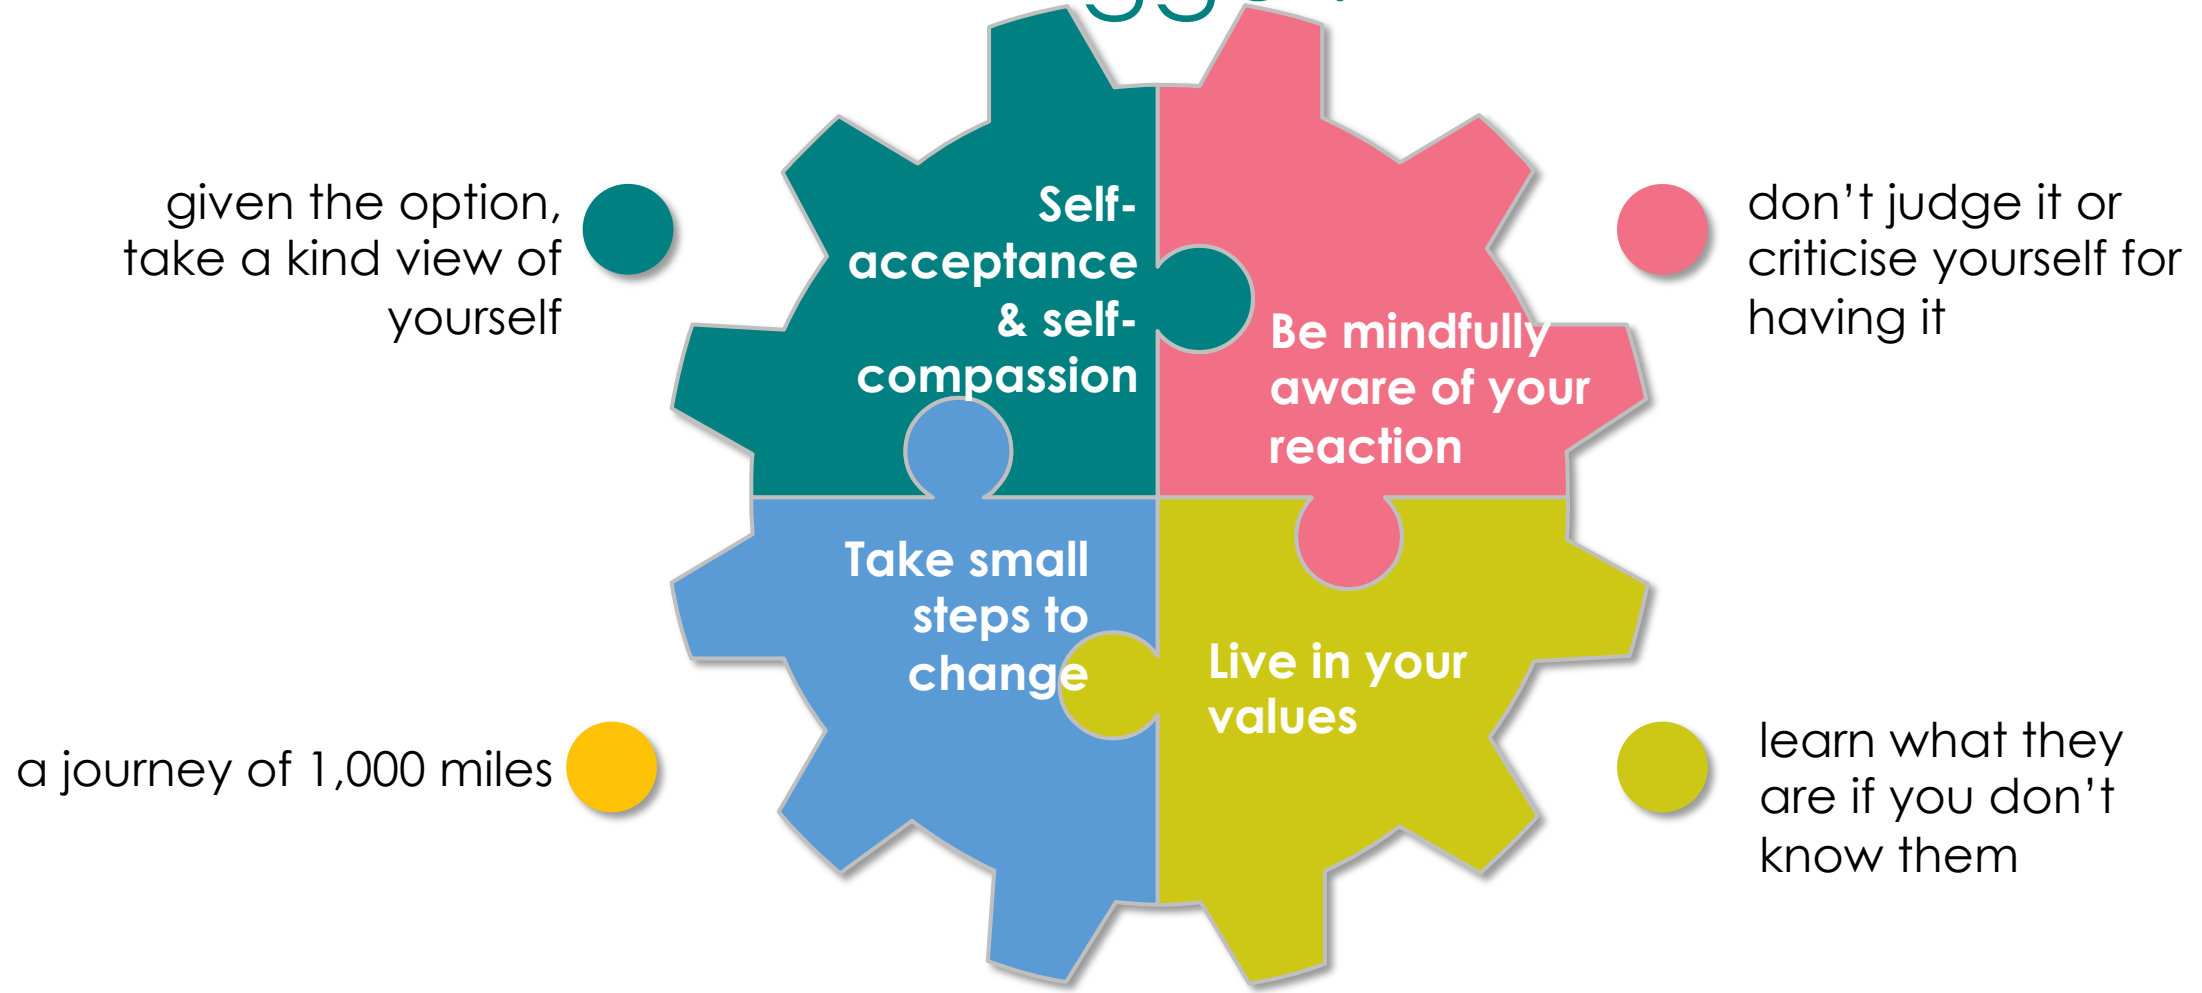 given the option,
take a kind view of
yourself
Self-
acceptance
& self-
compassion
Be mindfully
aware of your
reaction
don’t judge it or
criticise yourself for
having it
a journey of 1,000 miles
Take small
steps to
change
Live in your
values
learn what they
are if you don’t
know them